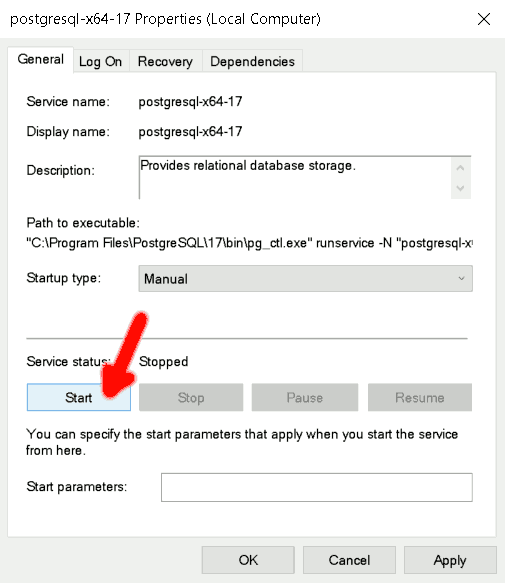 postgresql-x64-17 Properties (Local Computer)
General Log On Recovery Dependencies
Service name: postgresql-x64-17
Display name: postgresql-x64-17
Description: Provides relational database storage.
Path to executable:
"C:\Program Files\PostgreSQL\17\bin\pg_ctl.exe" runservice -N "postgresql-x
Startup type: Manual
Service status: Stopped
Start Stop Pause Resume
You can specify the start parameters that apply when you start the service
from here.
Start parameters:
OK Cancel Apply